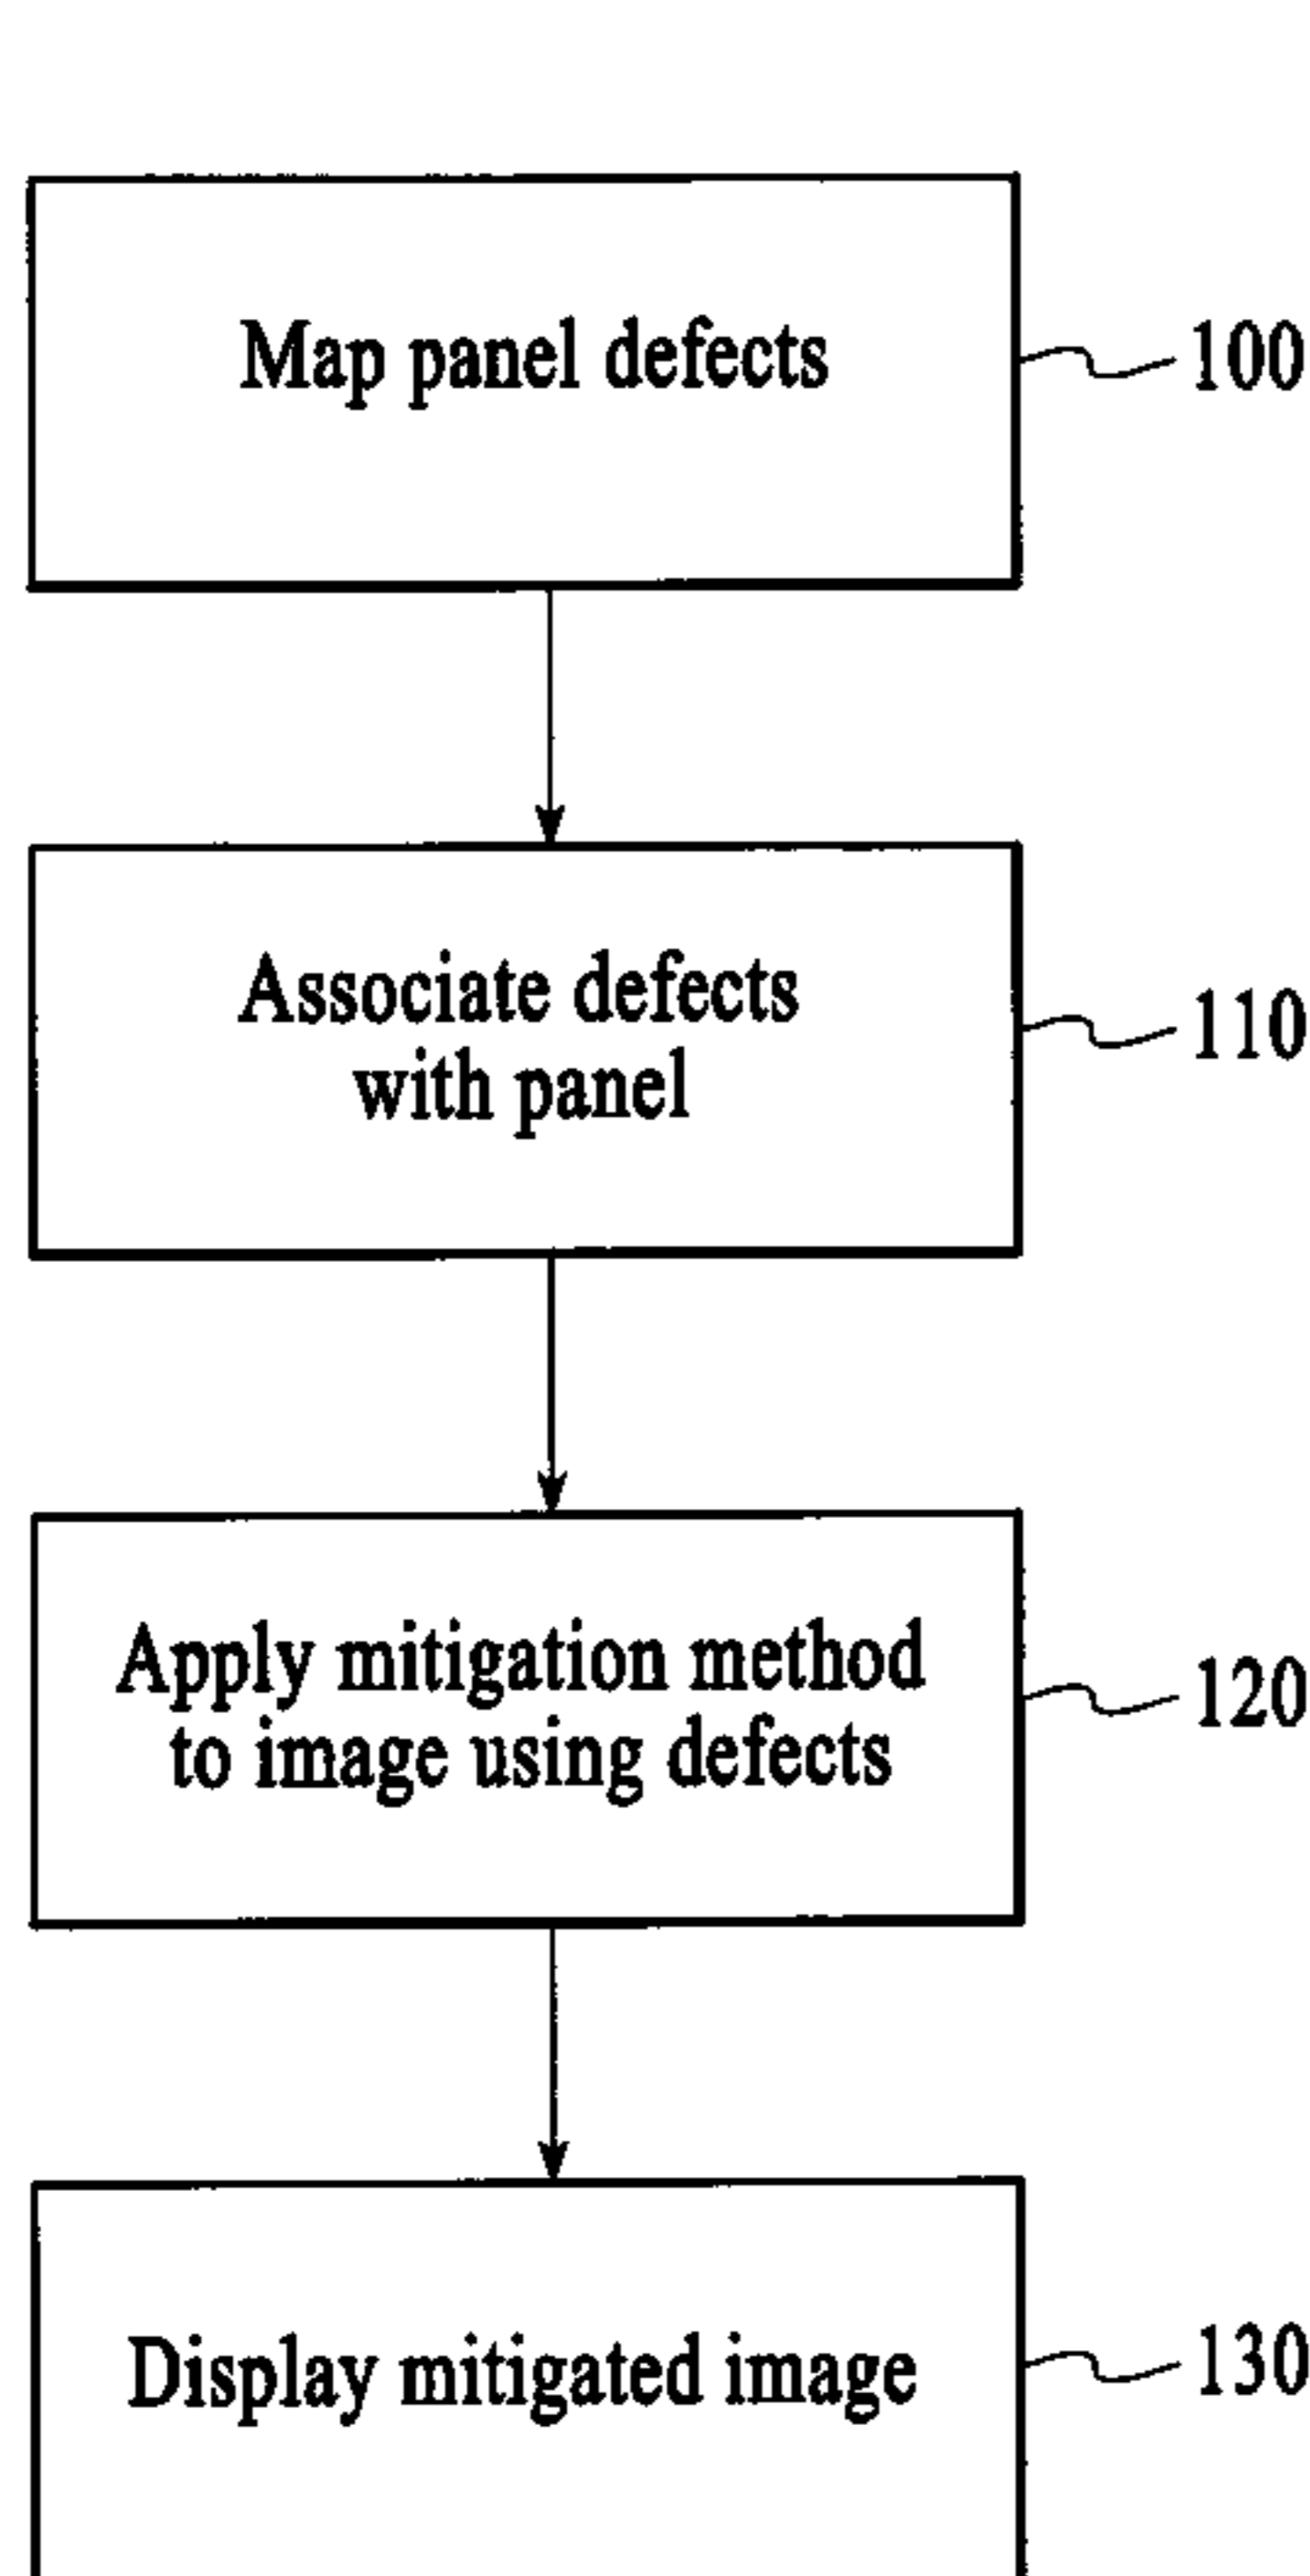 Map panel defects
100
Associate defects
with panel
110
Apply mitigation method
to image using defects
120
Display mitigated image
130